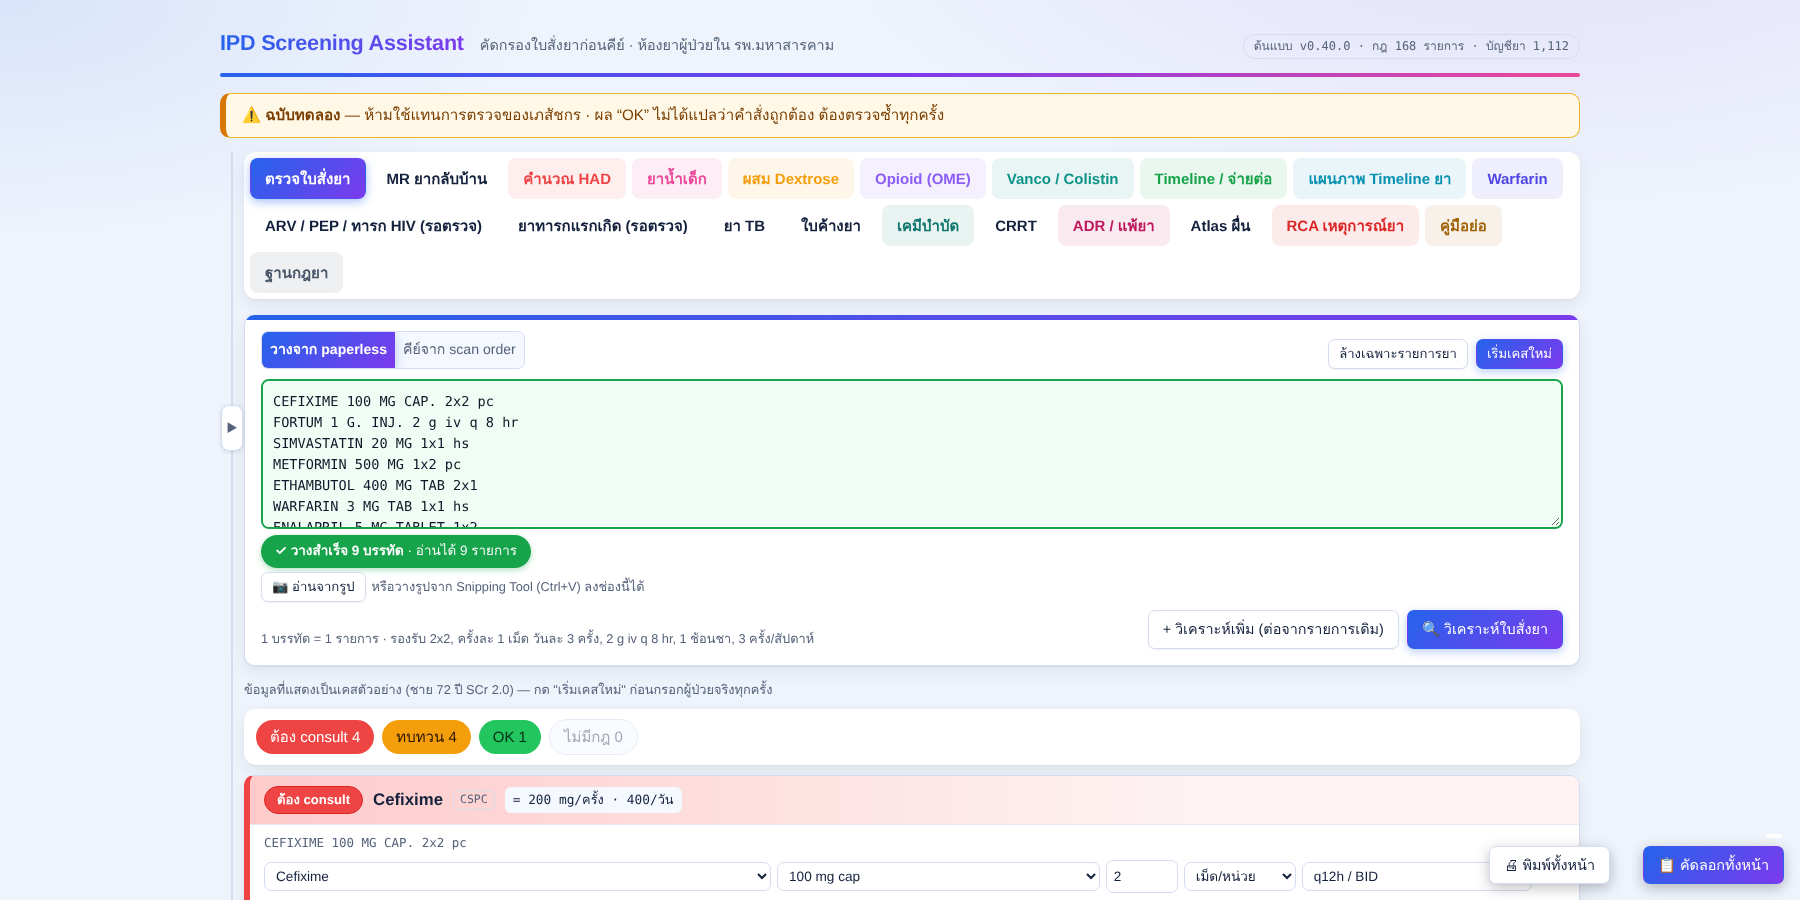 IPD Screening Assistant คัดกรองใบสั่งยาก่อนคีย์ · ห้องยาผู้ป่วยใน รพ.มหาสารคาม
ต้นแบบ v0.40.0 · กฎ 168 รายการ · บัญชียา 1,112
⚠️ ฉบับทดลอง — ห้ามใช้แทนการตรวจของเภสัชกร · ผล “OK” ไม่ได้แปลว่าคำสั่งถูกต้อง ต้องตรวจซ้ำทุกครั้ง
ตรวจใบสั่งยา MR ยากลับบ้าน คำนวณ HAD ยาน้ำเด็ก ผสม Dextrose Opioid (OME) Vanco / Colistin Timeline / จ่ายต่อ แผนภาพ Timeline ยา Warfarin
ARV / PEP / ทารก HIV (รอตรวจ) ยาทารกแรกเกิด (รอตรวจ) ยา TB ใบค้างยา เคมีบำบัด CRRT ADR / แพ้ยา Atlas ผื่น RCA เหตุการณ์ยา คู่มือย่อ
ฐานกฎยา
วางจาก paperless คีย์จาก scan order
ล้างเฉพาะรายการยา เริ่มเคสใหม่
CEFIXIME 100 MG CAP. 2x2 pc
FORTUM 1 G. INJ. 2 g iv q 8 hr
SIMVASTATIN 20 MG 1x1 hs
METFORMIN 500 MG 1x2 pc
ETHAMBUTOL 400 MG TAB 2x1
WARFARIN 3 MG TAB 1x1 hs
ENALAPRIL 5 MG TABLET 1x2
✓ วางสำเร็จ 9 บรรทัด · อ่านได้ 9 รายการ
📷 อ่านจากรูป หรือวางรูปจาก Snipping Tool (Ctrl+V) ลงช่องนี้ได้
1 บรรทัด = 1 รายการ · รองรับ 2x2, ครั้งละ 1 เม็ด วันละ 3 ครั้ง, 2 g iv q 8 hr, 1 ช้อนชา, 3 ครั้ง/สัปดาห์
+ วิเคราะห์เพิ่ม (ต่อจากรายการเดิม) 🔍 วิเคราะห์ใบสั่งยา
ข้อมูลที่แสดงเป็นเคสตัวอย่าง (ชาย 72 ปี SCr 2.0) — กด "เริ่มเคสใหม่" ก่อนกรอกผู้ป่วยจริงทุกครั้ง
ต้อง consult 4 ทบทวน 4 OK 1 ไม่มีกฎ 0
ต้อง consult Cefixime CSPC = 200 mg/ครั้ง · 400/วัน
CEFIXIME 100 MG CAP. 2x2 pc
Cefixime 100 mg cap 2 เม็ด/หน่วย q12h / BID
🖨 พิมพ์ทั้งหน้า 📋 คัดลอกทั้งหน้า